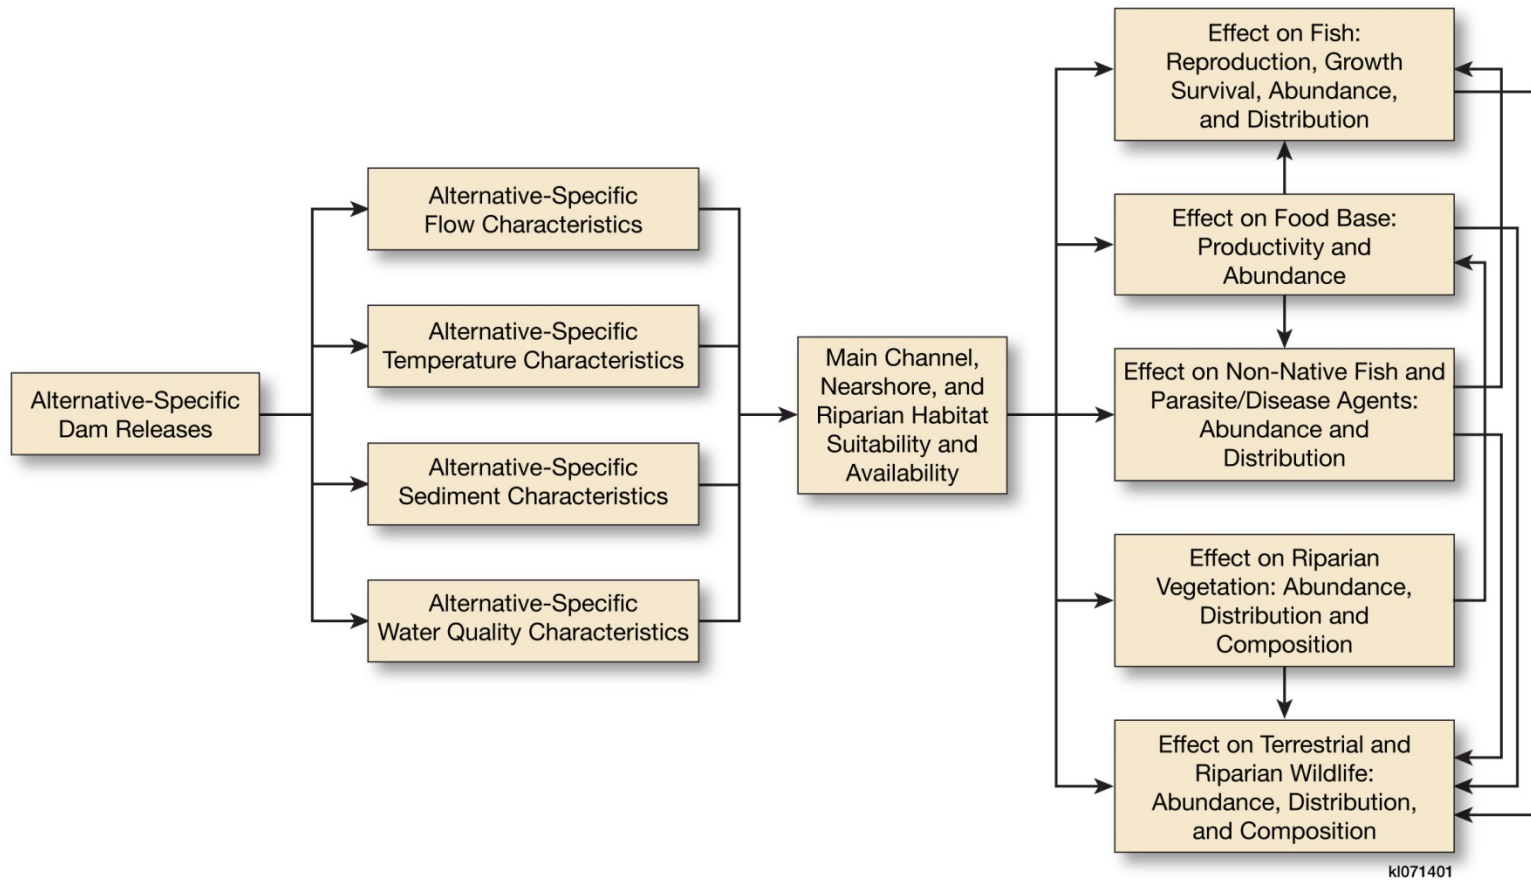 Alternative-Specific
Dam Releases
Alternative-Specific
Flow Characteristics
Alternative-Specific
Temperature Characteristics
Alternative-Specific
Sediment Characteristics
Alternative-Specific
Water Quality Characteristics
Main Channel,
Nearshore, and
Riparian Habitat
Suitability and
Availability
Effect on Fish:
Reproduction, Growth
Survival, Abundance,
and Distribution
Effect on Food Base:
Productivity and
Abundance
Effect on Non-Native Fish and
Parasite/Disease Agents:
Abundance and
Distribution
Effect on Riparian
Vegetation: Abundance,
Distribution and
Composition
Effect on Terrestrial and
Riparian Wildlife:
Abundance, Distribution,
and Composition
kl071401